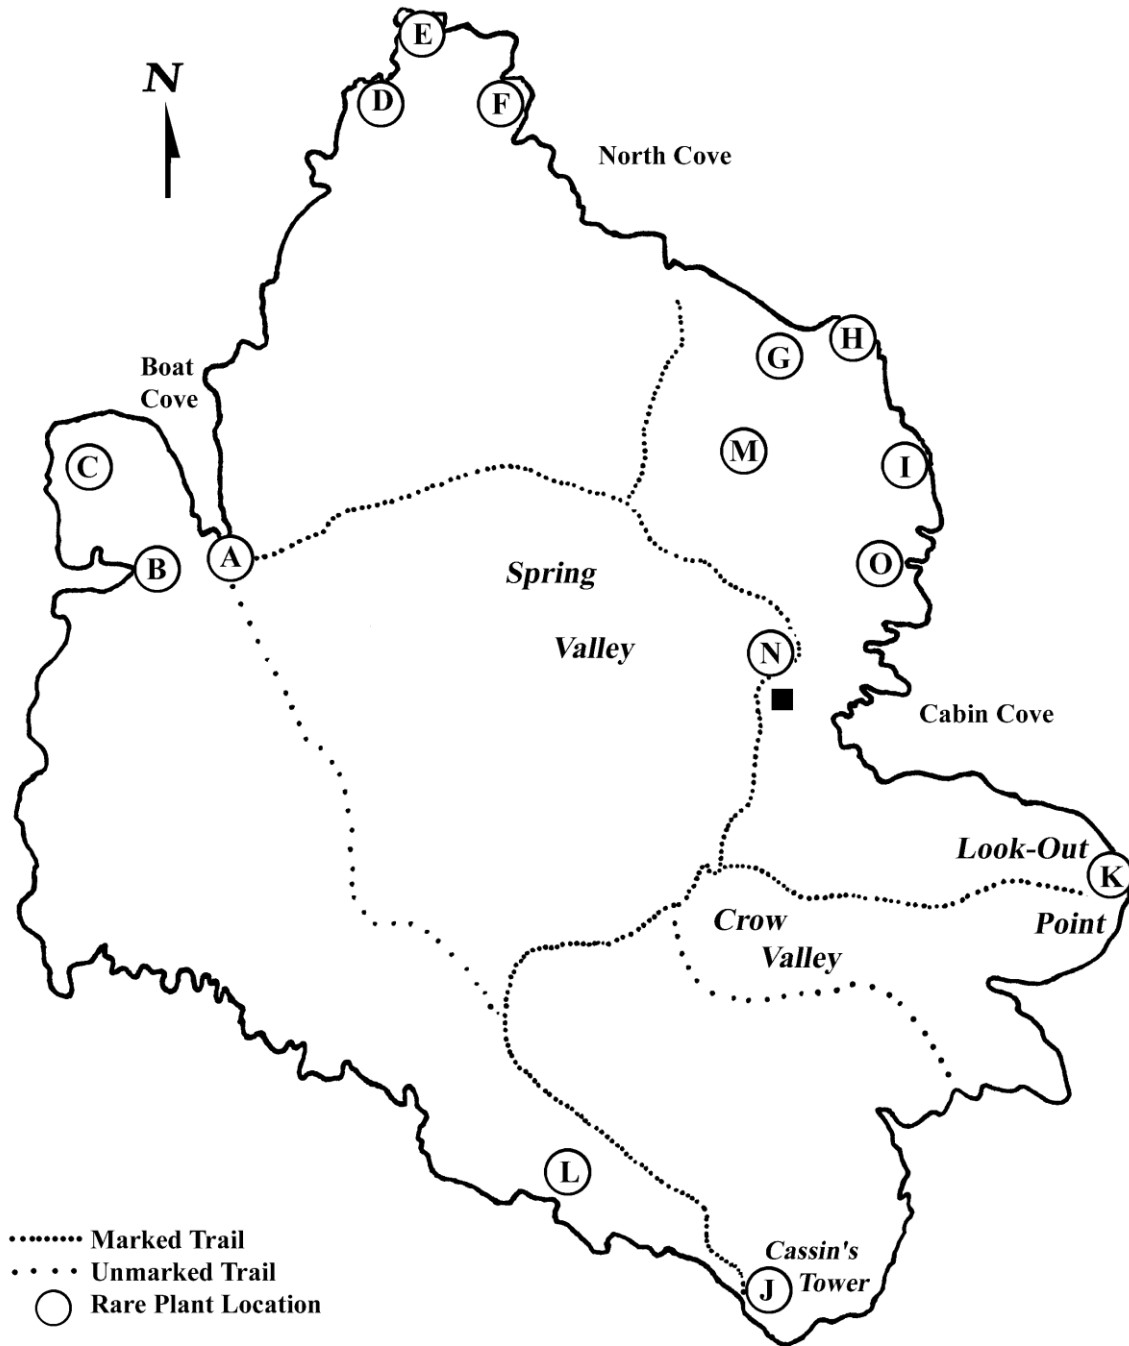 E
N
D
F
North Cove
H
G
Boat
Cove
M
C
I
A
B
O
Spring
Valley
N
Cabin Cove
Look-Out
K
Point
Crow
Valley
L
Marked Trail
Cassin's
Tower
Unmarked Trail
J
Rare Plant Location